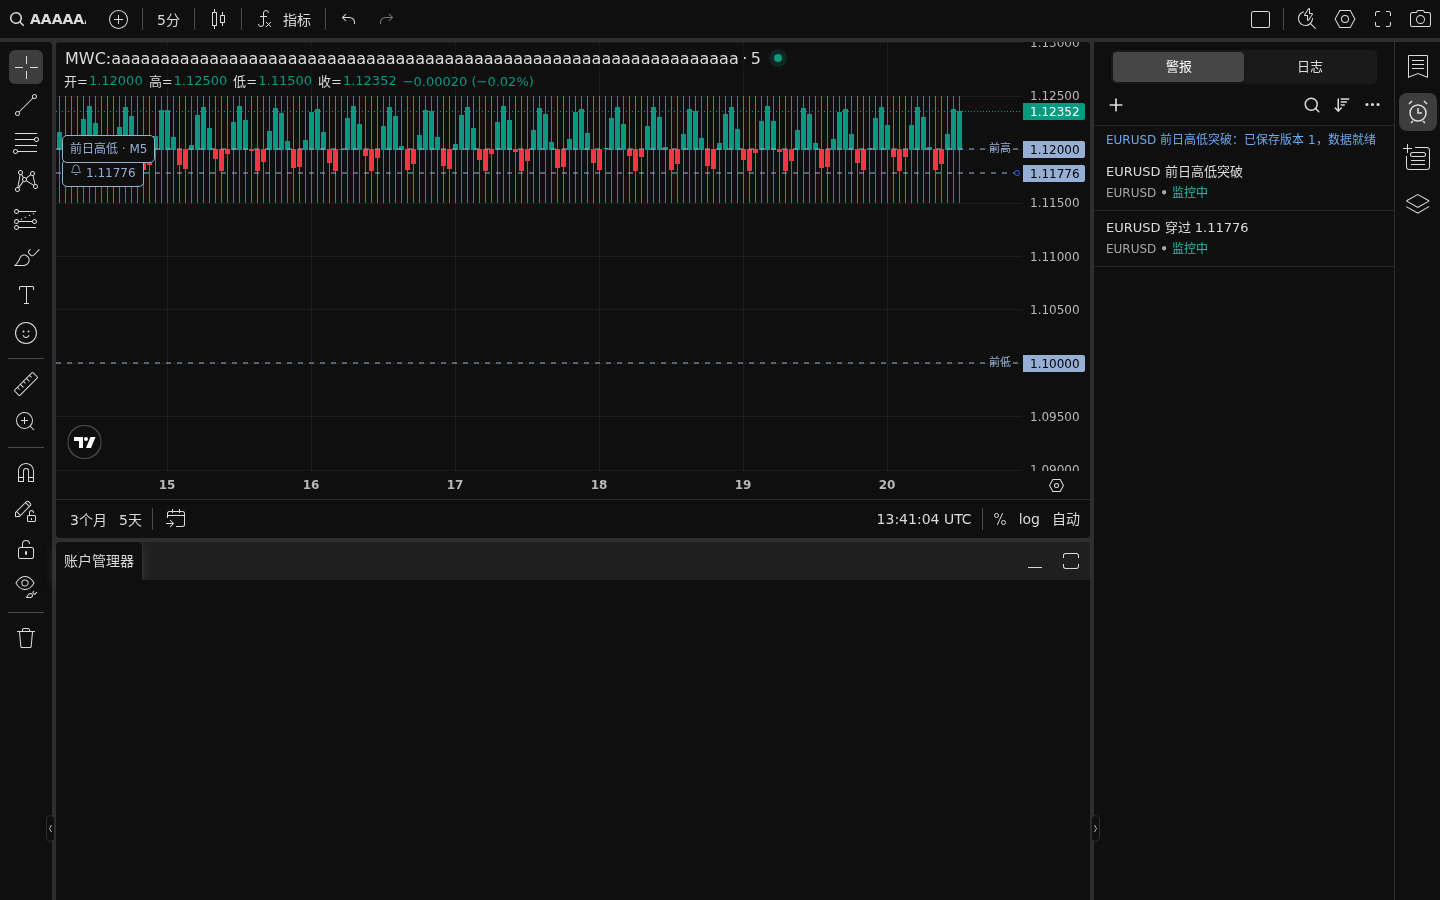 AAAAA
5分
指标
MWC:aaaaaaaaaaaaaaaaaaaaaaaaaaaaaaaaaaaaaaaaaaaaaaaaaaaaaaaaaaaaaaaa · 5
开=1.12000 高=1.12500 低=1.11500 收=1.12352 −0.00020 (−0.02%)
前日高低 · M5
1.11776
前高
前低
1.13000
1.12500
1.12352
1.12000
1.11776
1.11500
1.11000
1.10500
1.10000
1.09500
1.09000
15 16 17 18 19 20
3个月 5天
13:41:04 UTC % log 自动
账户管理器
警报 日志
EURUSD 前日高低突破：已保存版本 1，数据就绪
EURUSD 前日高低突破
EURUSD • 监控中
EURUSD 穿过 1.11776
EURUSD • 监控中